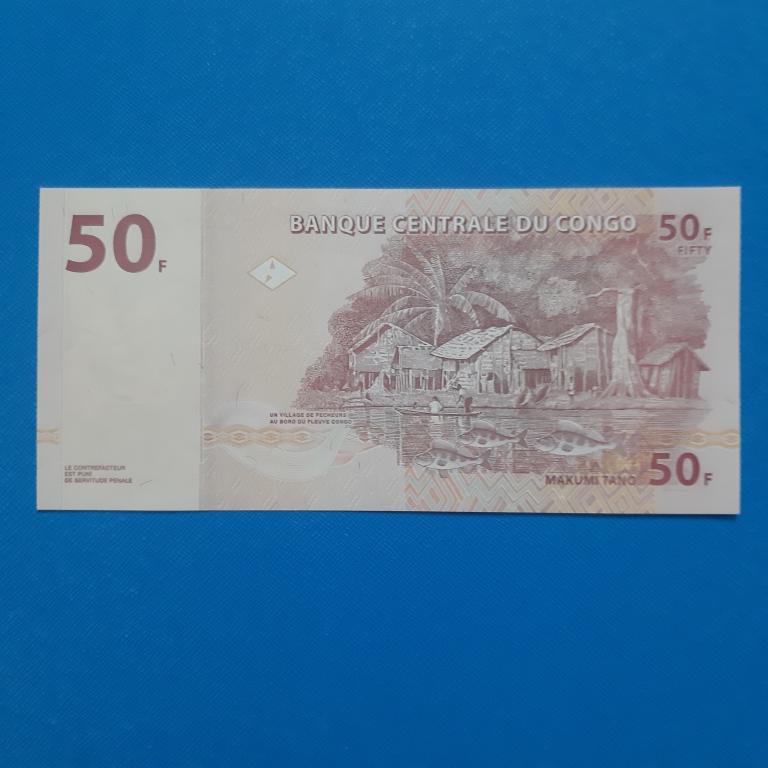 50F
BANQUE CENTRALE DU CONGO
50F
FIFTY
UN VILLAGE DE PECHEURS
AU BORD DU FLEUVE CONGO
LE CONTREFACTEUR
EST PUNI
DE SERVITUDE PENALE
MAKUMI TANO
50F